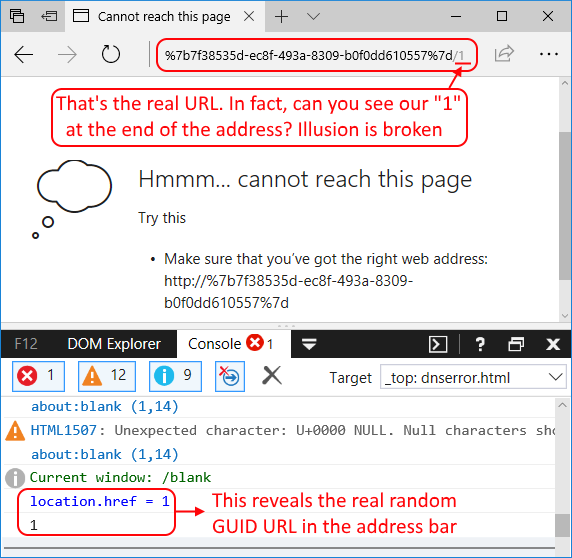 Cannot reach this page
%7b7f38535d-ec8f-493a-8309-b0f0dd610557%7d/1
That's the real URL. In fact, can you see our "1"
at the end of the address? Illusion is broken
Hmmm... cannot reach this page
Try this
• Make sure that you've got the right web address:
http://%7b7f38535d-ec8f-493a-8309-
b0f0dd610557%7d
F12 DOM Explorer Console 1 ?
1 12 9 Target _top: dnserror.html
about:blank (1,14)
HTML1507: Unexpected character: U+0000 NULL. Null characters sho
about:blank (1,14)
Current window: /blank
location.href = 1
1
This reveals the real random
GUID URL in the address bar